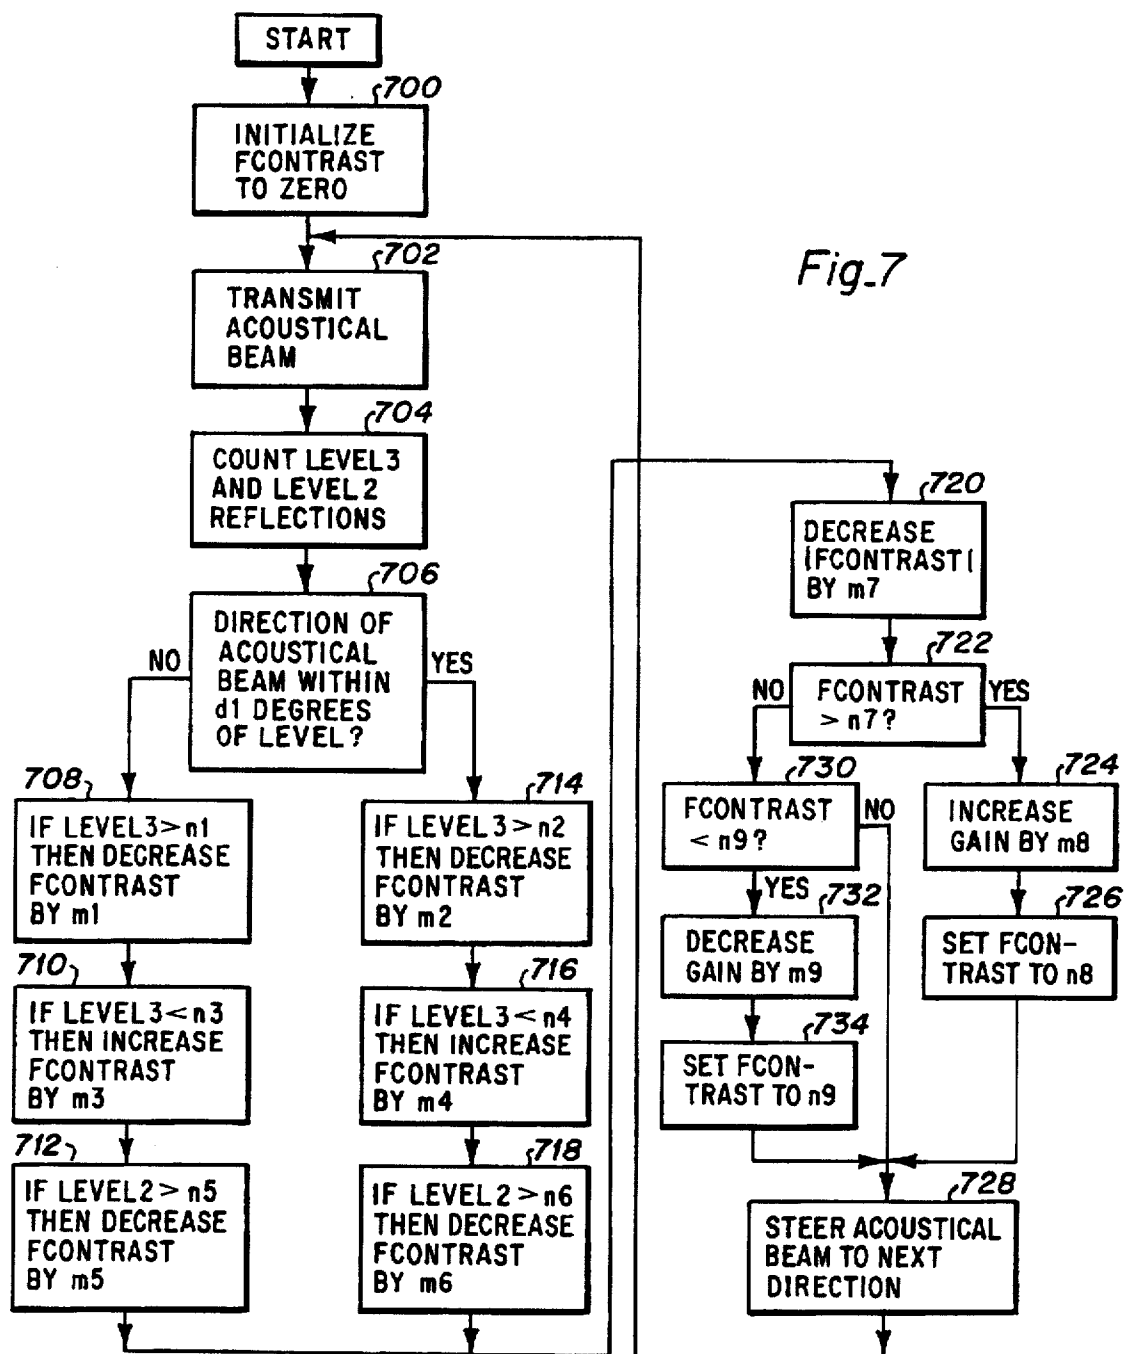 START
700
INITIALIZE
FCONTRAST
TO ZERO
702
TRANSMIT
ACOUSTICAL
BEAM
Fig_7
704
COUNT LEVEL3
AND LEVEL2
REFLECTIONS
706
DIRECTION OF
ACOUSTICAL
BEAM WITHIN
d1 DEGREES
OF LEVEL?
NO
YES
708
IF LEVEL3>n1
THEN DECREASE
FCONTRAST
BY m1
710
IF LEVEL3<n3
THEN INCREASE
FCONTRAST
BY m3
712
IF LEVEL2>n5
THEN DECREASE
FCONTRAST
BY m5
714
IF LEVEL3>n2
THEN DECREASE
FCONTRAST
BY m2
716
IF LEVEL3<n4
THEN INCREASE
FCONTRAST
BY m4
718
IF LEVEL2>n6
THEN DECREASE
FCONTRAST
BY m6
720
DECREASE
|FCONTRAST|
BY m7
722
FCONTRAST
>n7?
NO
YES
730
FCONTRAST
<n9?
NO
YES
732
DECREASE
GAIN BY m9
734
SET FCON-
TRAST TO n9
724
INCREASE
GAIN BY m8
726
SET FCON-
TRAST TO n8
728
STEER ACOUSTICAL
BEAM TO NEXT
DIRECTION